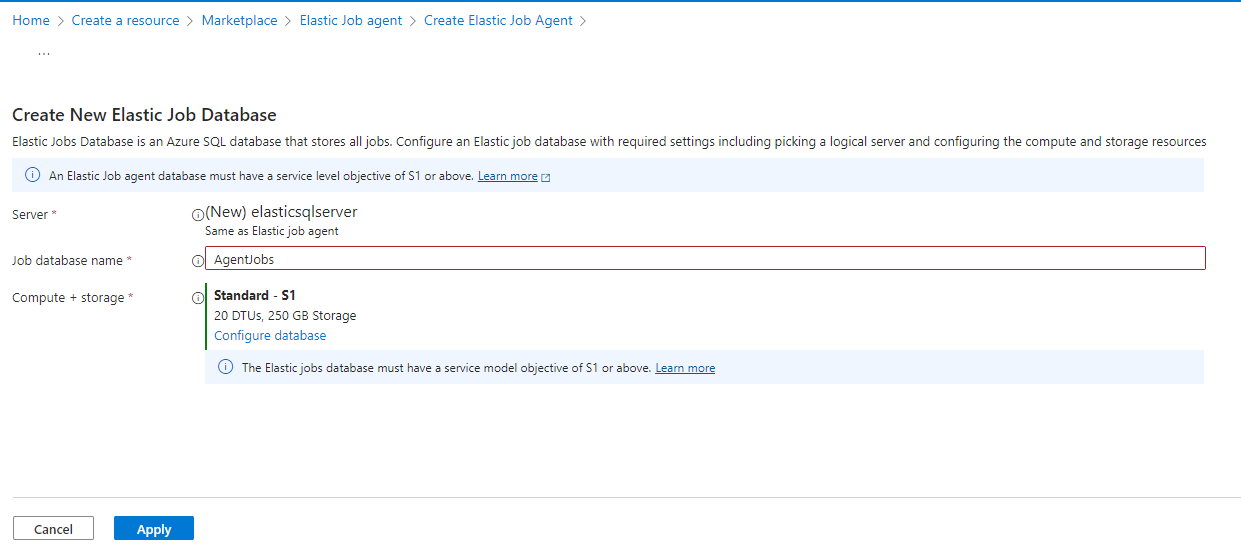 Home > Create a resource > Marketplace > Elastic Job agent > Create Elastic Job Agent >
...
Create New Elastic Job Database
Elastic Jobs Database is an Azure SQL database that stores all jobs. Configure an Elastic job database with required settings including picking a logical server and configuring the compute and storage resources
An Elastic Job agent database must have a service level objective of S1 or above. Learn more
Server * (New) elasticsqlserver
Same as Elastic job agent
Job database name * AgentJobs
Compute + storage * Standard - S1
20 DTUs, 250 GB Storage
Configure database
The Elastic jobs database must have a service model objective of S1 or above. Learn more
Cancel Apply